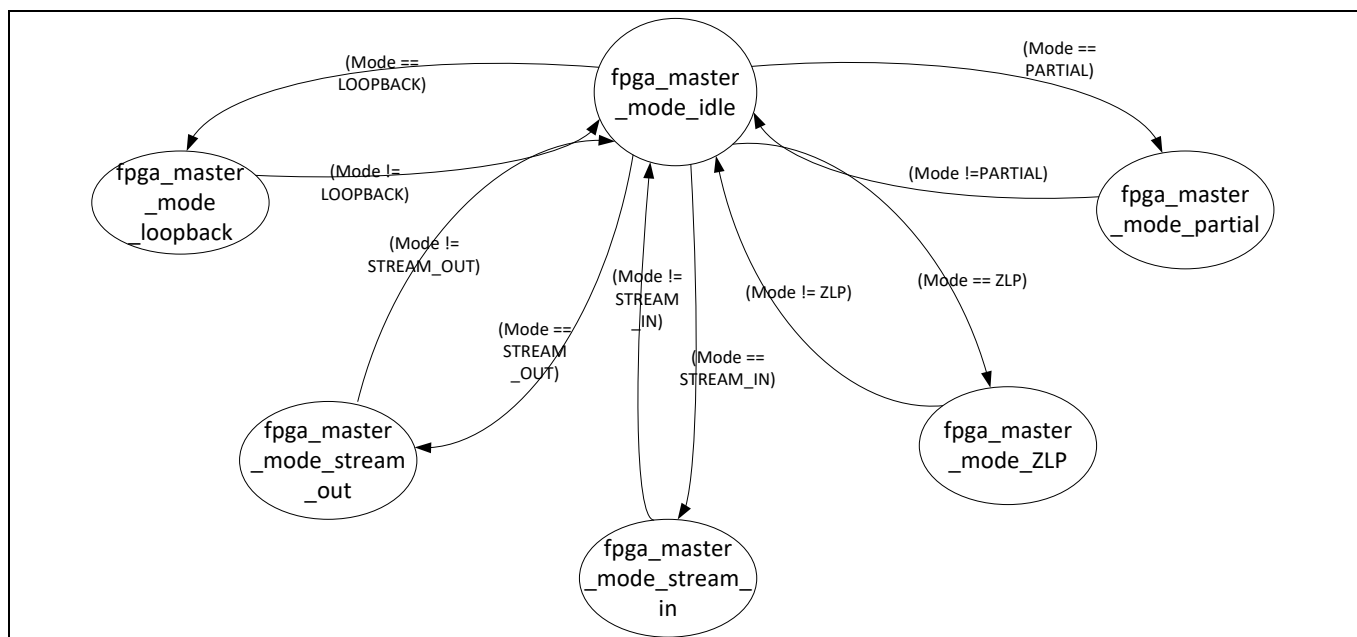 (Mode ==
LOOPBACK)
fpga_master
_mode_idle
(Mode ==
PARTIAL)
fpga_master
_mode
_loopback
(Mode !=
LOOPBACK)
(Mode !=PARTIAL)
fpga_master
_mode_partial
(Mode !=
STREAM_OUT)
(Mode !=
STREAM
_IN)
(Mode != ZLP)
(Mode == ZLP)
(Mode ==
STREAM
_OUT)
(Mode ==
STREAM_IN)
fpga_master
_mode_stream
_out
fpga_master
_mode_ZLP
fpga_master
_mode_stream_
in